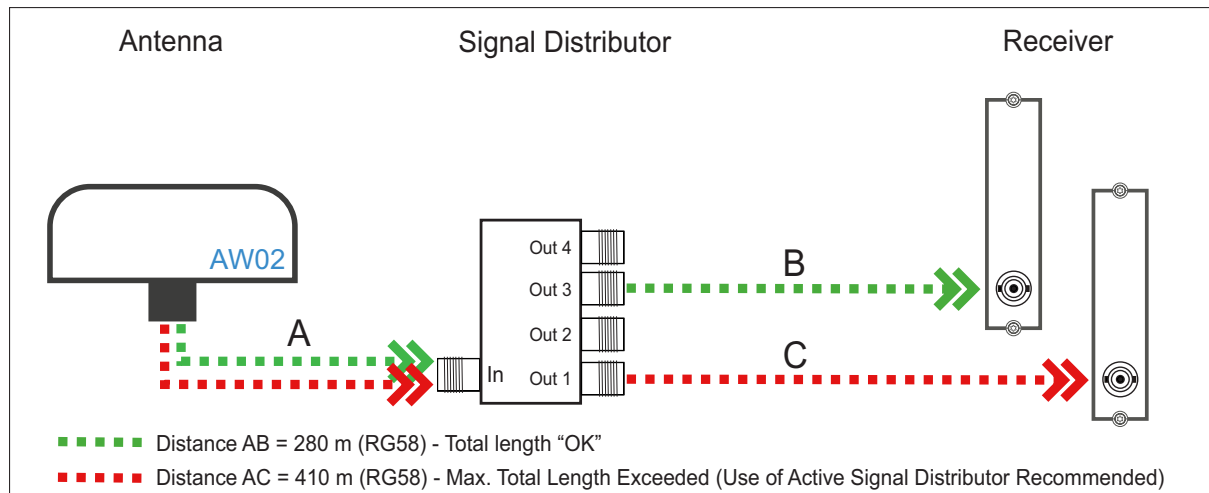 Antenna
Signal Distributor
Receiver
AW02
Out 4
Out 3
Out 2
Out 1
In
A
B
C
Distance AB = 280 m (RG58) - Total length “OK”
Distance AC = 410 m (RG58) - Max. Total Length Exceeded (Use of Active Signal Distributor Recommended)